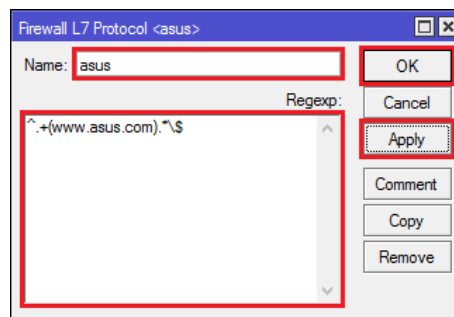 Firewall L7 Protocol <asus>
Name: asus
OK
Regexp:
Cancel
^.+(www.asus.com).*\$
Apply
Comment
Copy
Remove